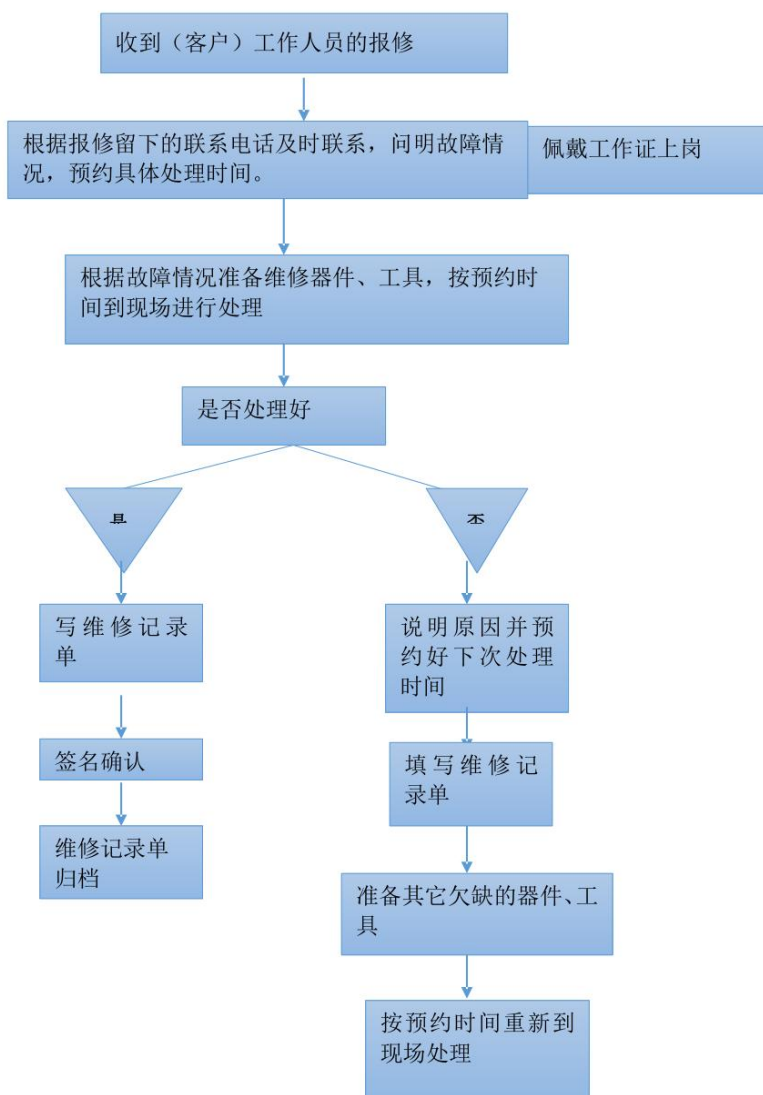 收到（客户）工作人员的报修
根据报修留下的联系电话及时联系，问明故障情
况，预约具体处理时间。
佩戴工作证上岗
根据故障情况准备维修器件、工具，按预约时
间到现场进行处理
是否处理好
是
否
写维修记录
单
说明原因并预
约好下次处理
时间
签名确认
填写维修记
录单
维修记录单
归档
准备其它欠缺的器件、工
具
按预约时间重新到
现场处理